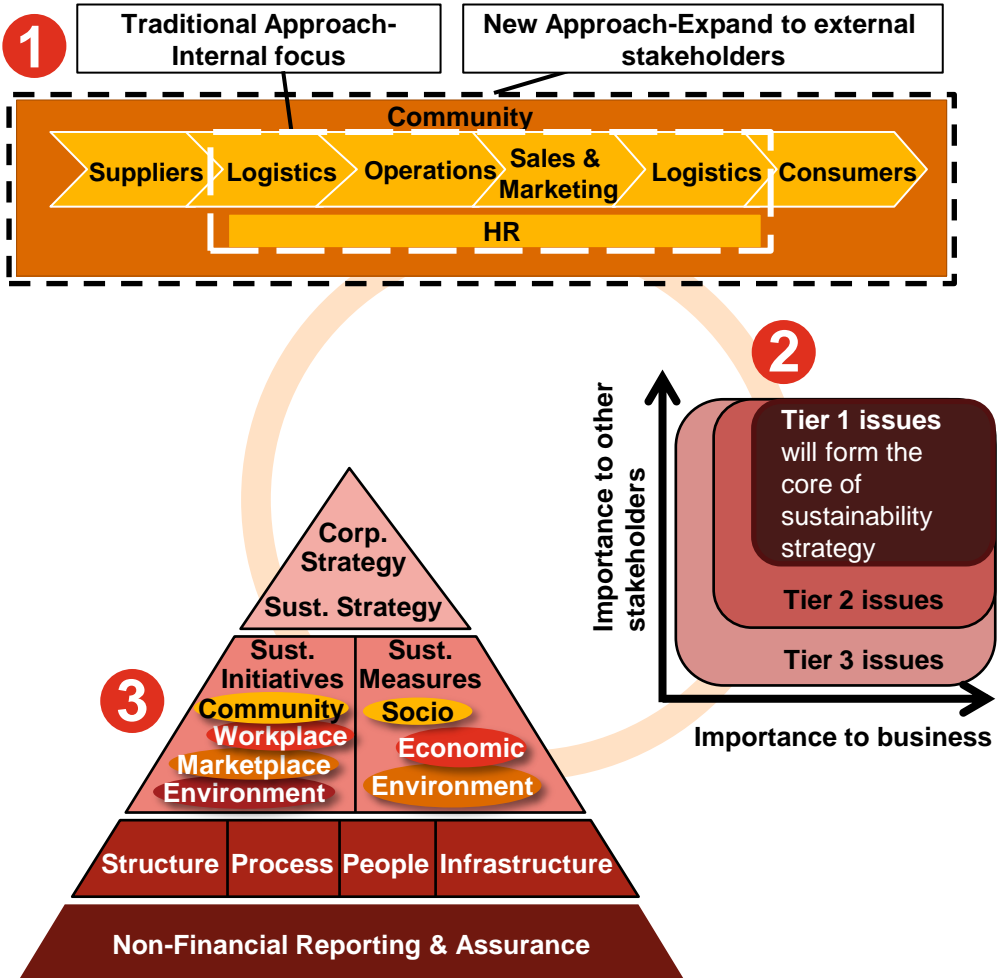 1
Traditional Approach-
Internal focus
New Approach-Expand to external
stakeholders
Community
Suppliers
Logistics
Operations
Sales &
Marketing
Logistics
Consumers
HR
2
Importance to other
stakeholders
Tier 1 issues
will form the
core of
sustainability
strategy
Tier 2 issues
Tier 3 issues
Importance to business
3
Corp.
Strategy
Sust. Strategy
Sust.
Initiatives
Community
Workplace
Marketplace
Environment
Sust.
Measures
Socio
Economic
Environment
Structure
Process
People
Infrastructure
Non-Financial Reporting & Assurance